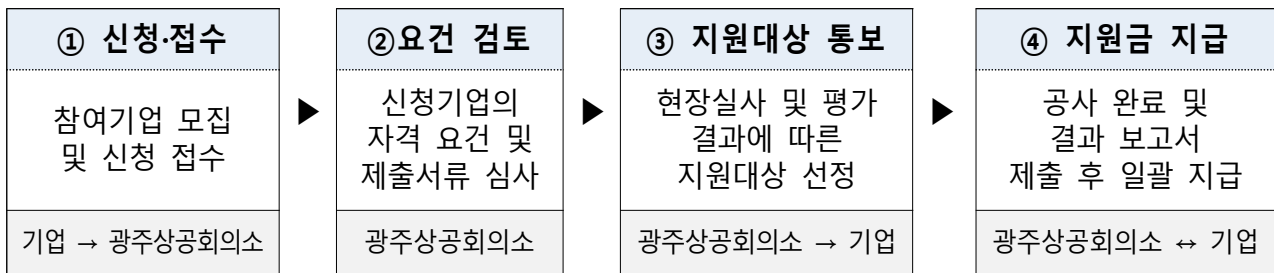 ① 신청·접수
참여기업 모집
및 신청 접수
기업 → 광주상공회의소
▶
②요건 검토
신청기업의
자격 요건 및
제출서류 심사
광주상공회의소
▶
③ 지원대상 통보
현장실사 및 평가
결과에 따른
지원대상 선정
광주상공회의소 → 기업
▶
④ 지원금 지급
공사 완료 및
결과 보고서
제출 후 일괄 지급
광주상공회의소 ↔ 기업